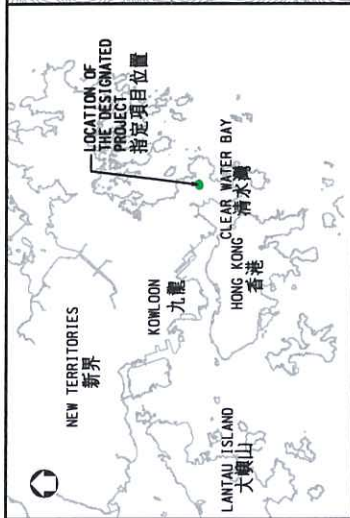 NEW TERRITORIES
新界
LOCATION OF
THE DESIGNATED
PROJECT
指定項目位置
KOWLOON
九龍
CLEAR WATER BAY
清水灣
HONG KONG
香港
LANTAU ISLAND
大嶼山